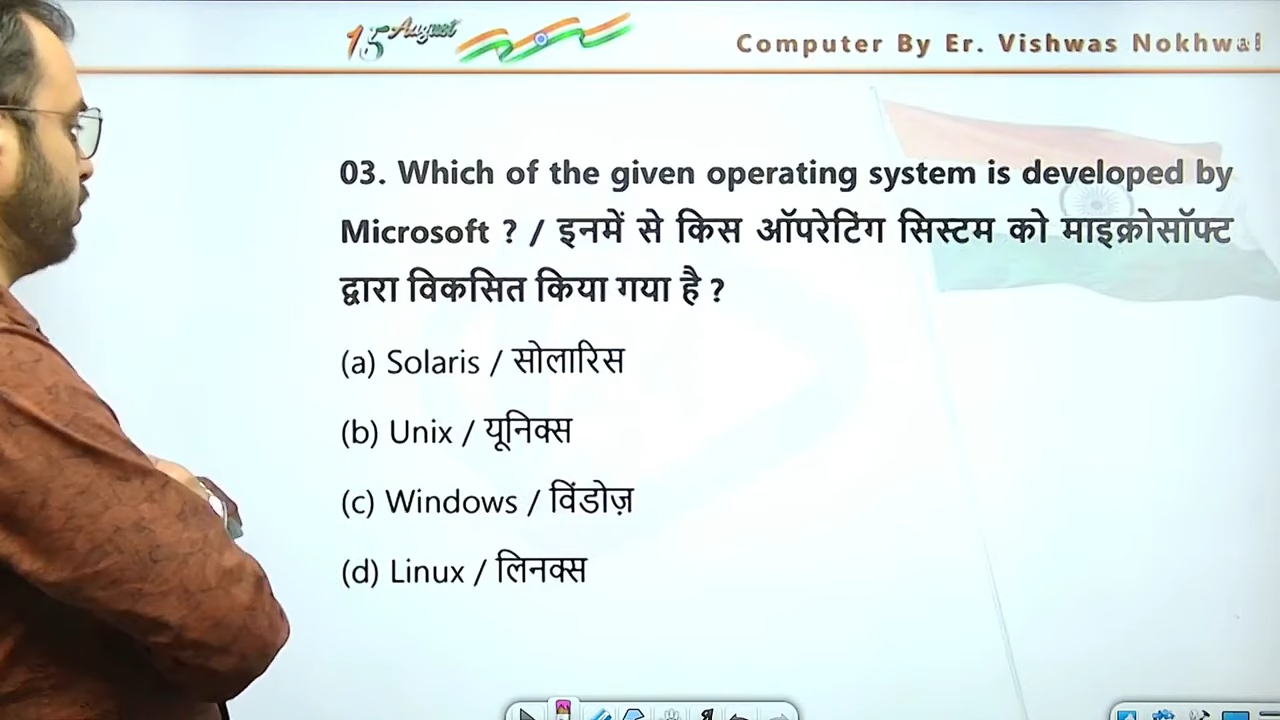 15 August
Computer By Er. Vishwas Nokhwal
03. Which of the given operating system is developed by
Microsoft ? / इनमें से किस ऑपरेटिंग सिस्टम को माइक्रोसॉफ्ट
द्वारा विकसित किया गया है ?
(a) Solaris / सोलारिस
(b) Unix / यूनिक्स
(c) Windows / विंडोज़
(d) Linux / लिनक्स